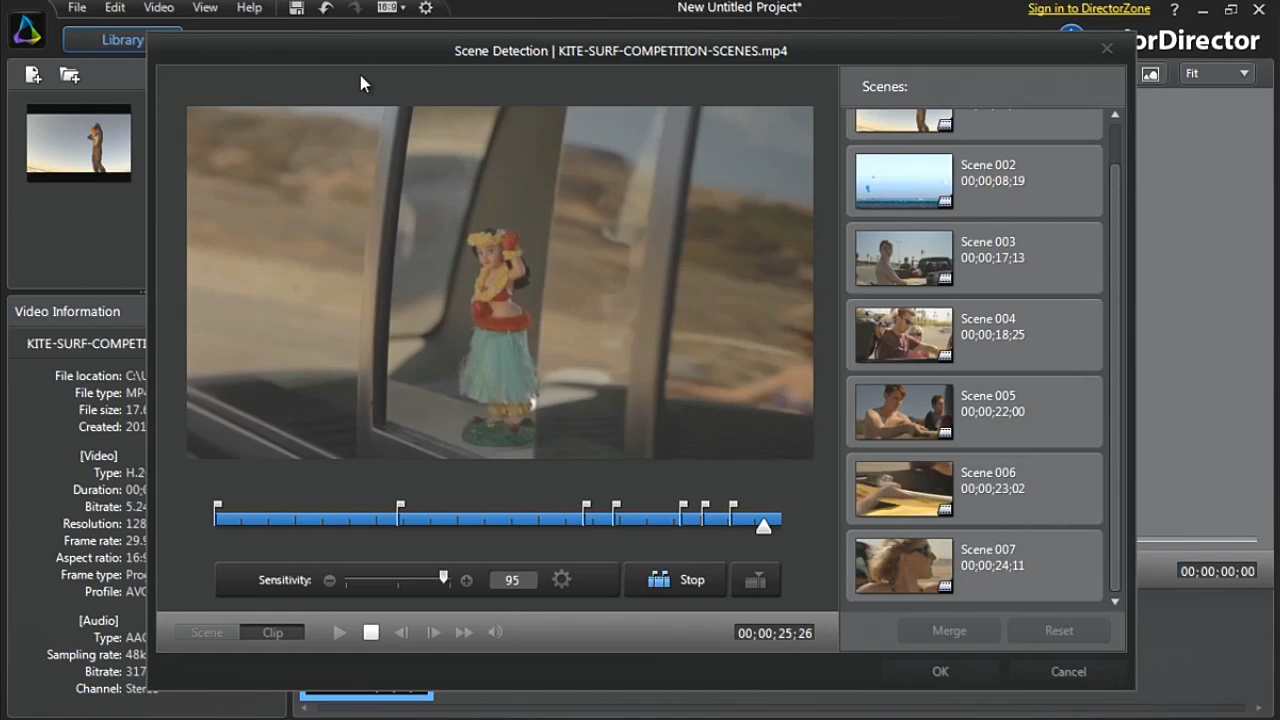 File Edit Video View Help 16:9 New Untitled Project* Sign in to DirectorZone ?
Library
orDirector
Scene Detection | KITE-SURF-COMPETITION-SCENES.mp4
Fit
Scenes:
Scene 002
00;00;08;19
Scene 003
00;00;17;13
Scene 004
00;00;18;25
Scene 005
00;00;22;00
Scene 006
00;00;23;02
Scene 007
00;00;24;11
Video Information
KITE-SURF-COMPETI
File location: C:\U
File type: MP4
File size: 17.6
Created: 201
[Video]
Type: H.26
Duration: 00;0
Bitrate: 5.24
Resolution: 128
Frame rate: 29.9
Aspect ratio: 16:9
Frame type: Pro
Profile: AVC
[Audio]
Type: AAC
Sampling rate: 48k
Bitrate: 317
Channel: Stere
Sensitivity: 95 Stop
Scene Clip 00;00;25;26
Merge Reset
OK Cancel
00;00;00;00